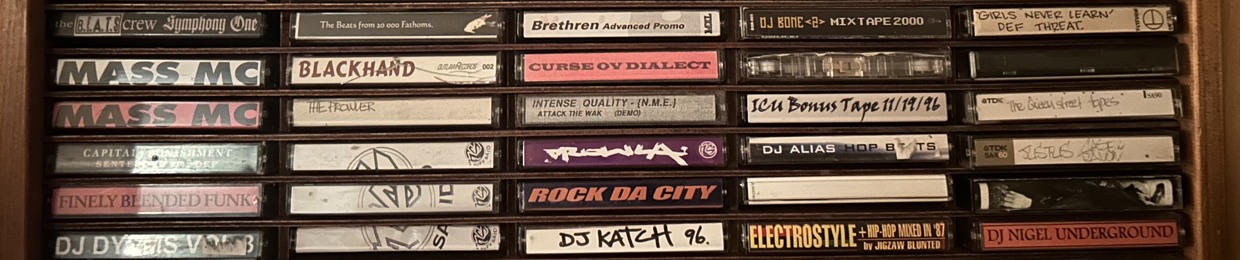 the B.L.A.T.S crew Symphony One
The Beats from 20 000 Fathoms.
Brethren Advanced Promo
DJ BONE <2> MIXTAPE 2000
'GIRLS NEVER LEARN'
DEF THREAT.
MASS MC
BLACKHAND 002
CURSE OV DIALECT
MASS MC
THE PROWLER
INTENSE QUALITY - {N.M.E.}
ATTACK THE WAK (DEMO)
ICU Bonus Tape 11/19/96
TDK The Queen street tapes
CAPITAL PUNISHMENT
PROWLA
DJ ALIAS HOP
TDK
SA60
FINELY BLENDED FUNK
ROCK DA CITY
DJ
DJ KATCH 96.
ELECTROSTYLE + HIP-HOP MIXED IN '87
by JIGZAW BLUNTED
DJ NIGEL UNDERGROUND